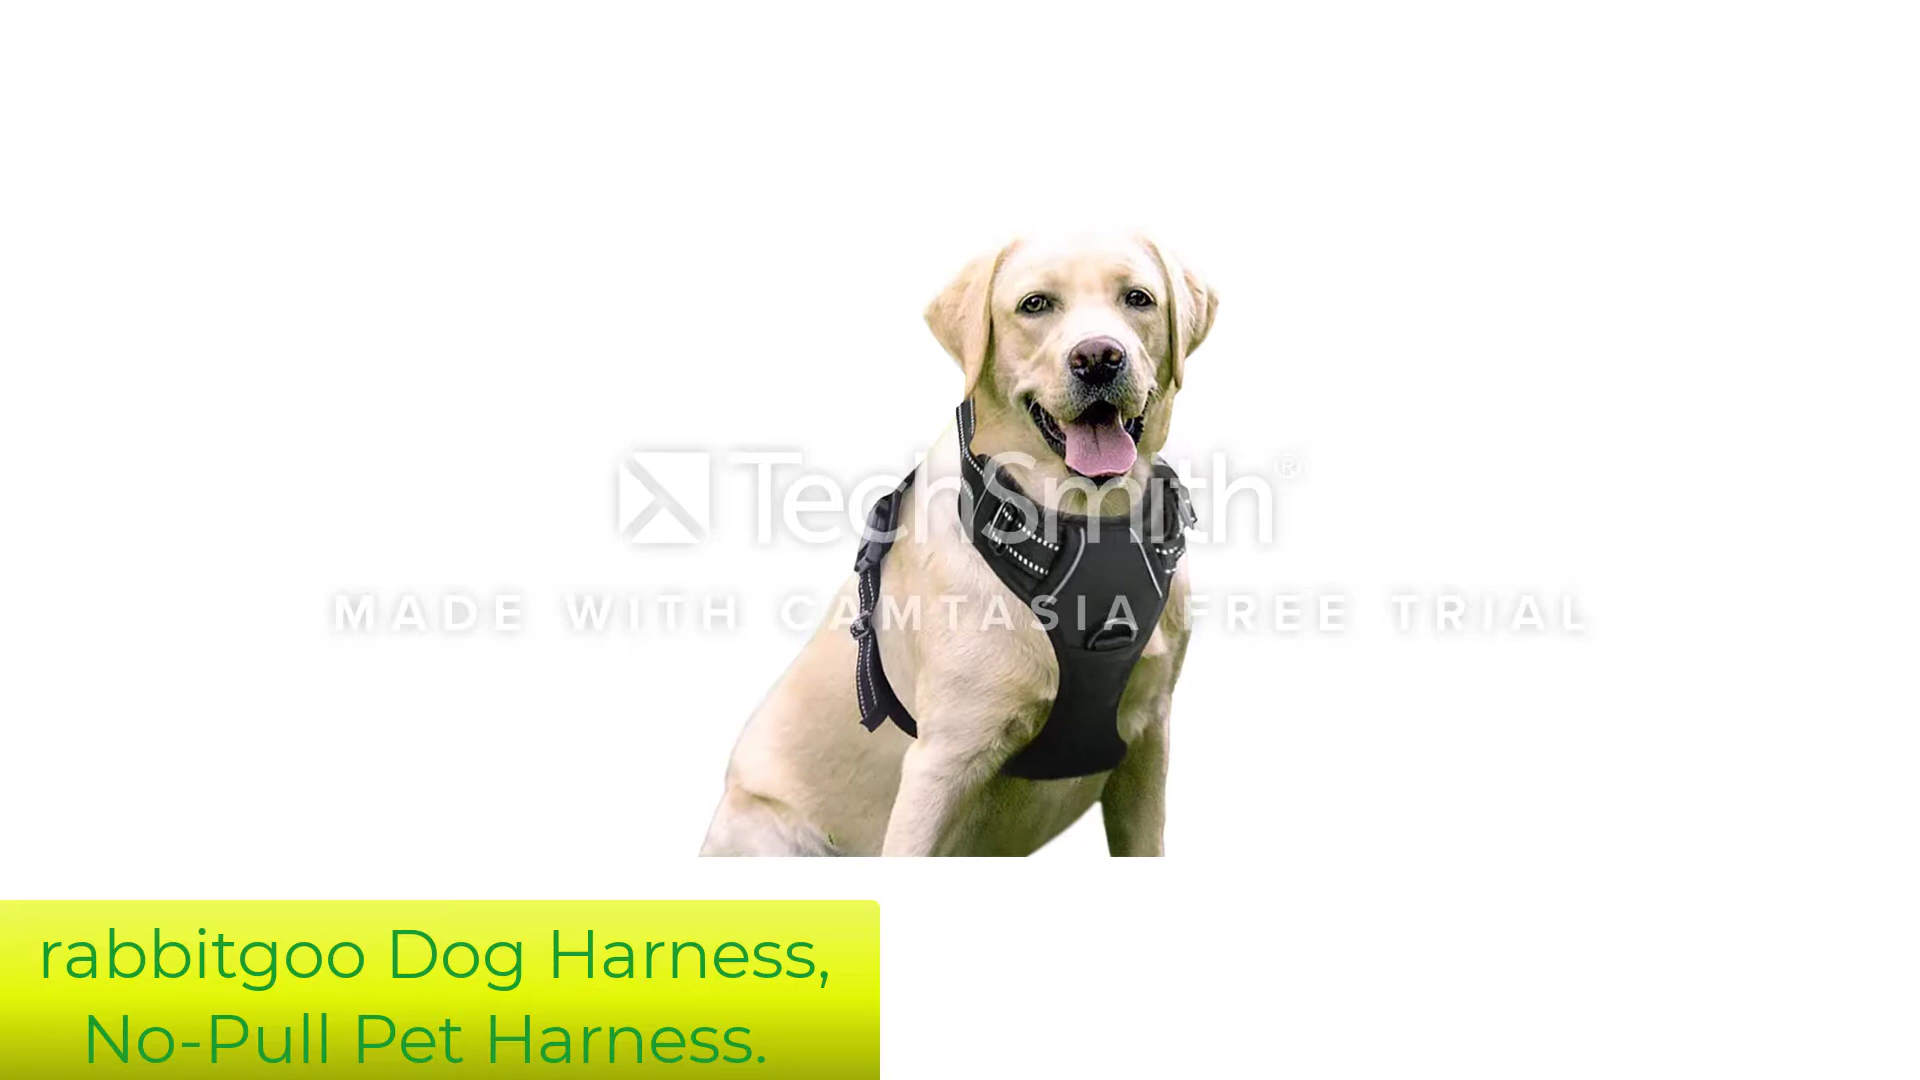 TechSmith®
MADE WITH CAMTASIA FREE TRIAL
rabbitgoo Dog Harness,
No-Pull Pet Harness.